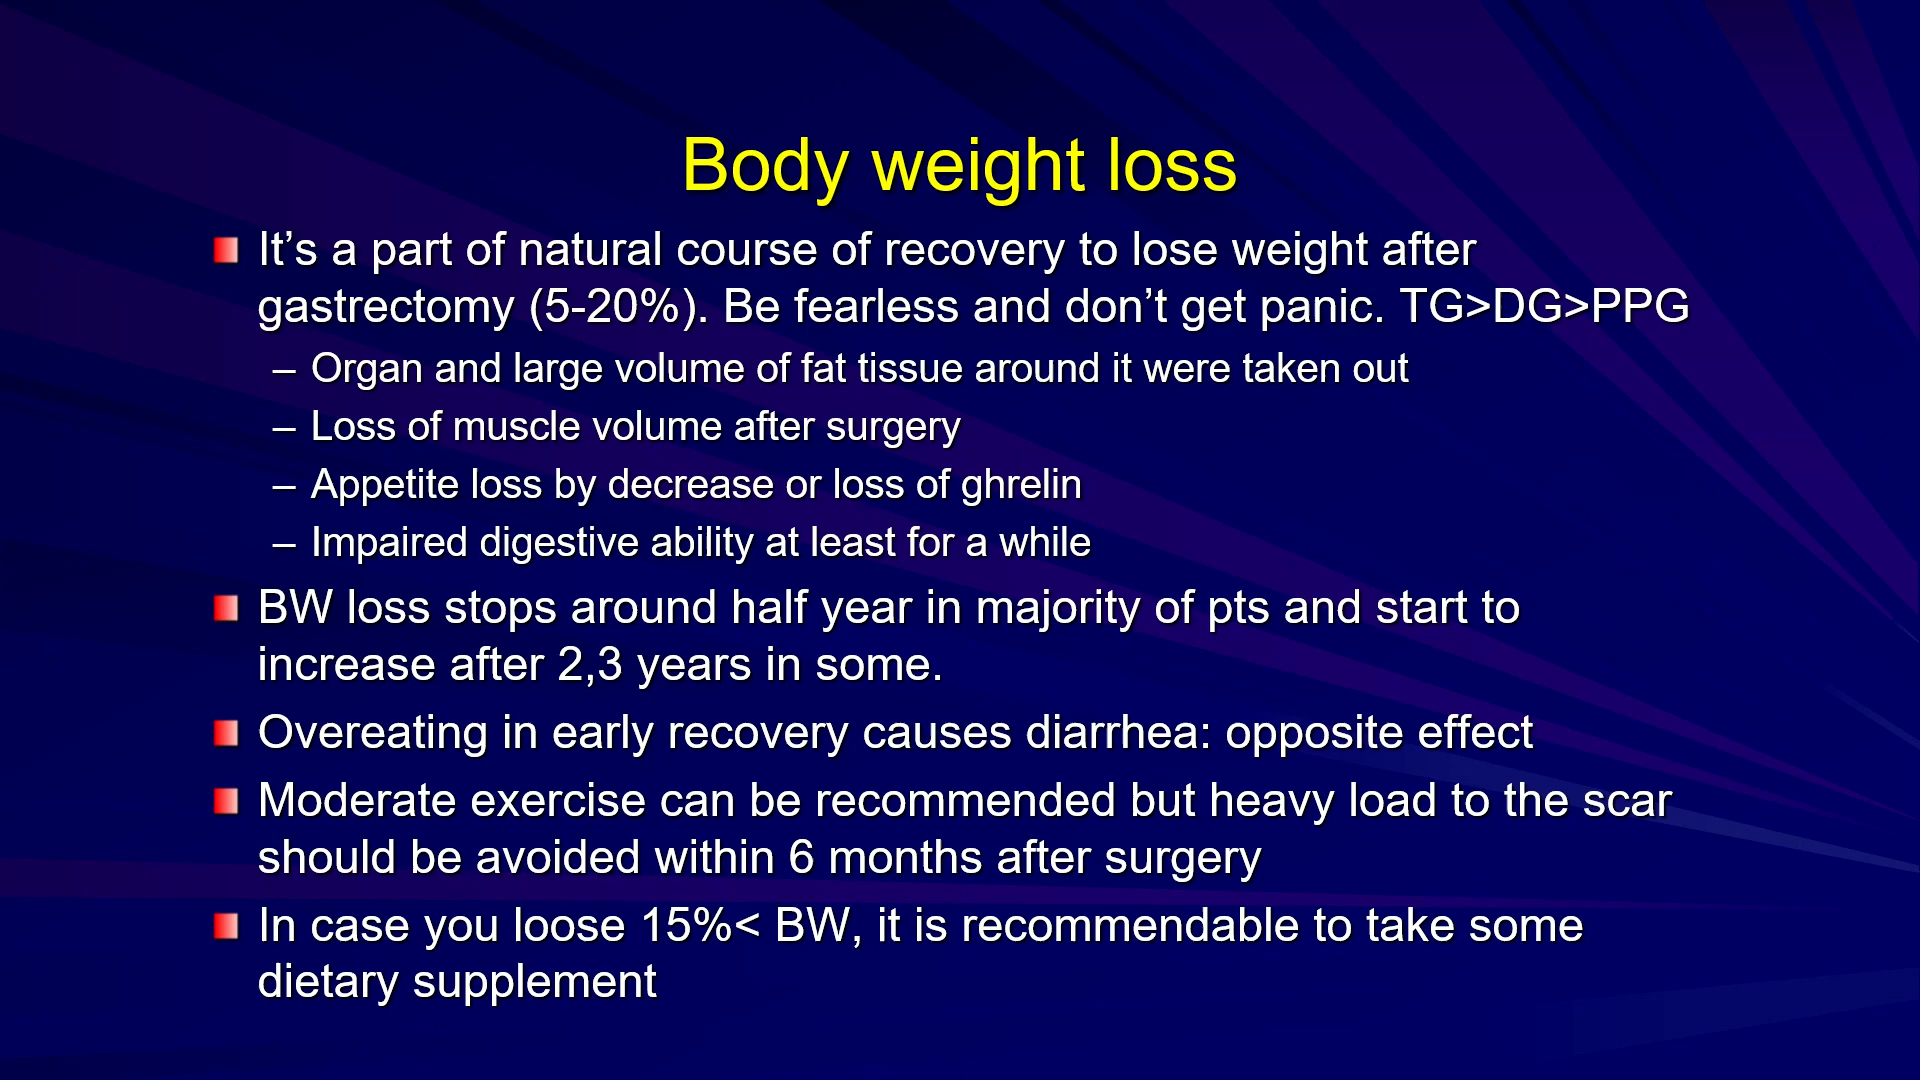 Body weight loss
It’s a part of natural course of recovery to lose weight after
gastrectomy (5-20%). Be fearless and don’t get panic. TG>DG>PPG
– Organ and large volume of fat tissue around it were taken out
– Loss of muscle volume after surgery
– Appetite loss by decrease or loss of ghrelin
– Impaired digestive ability at least for a while
BW loss stops around half year in majority of pts and start to
increase after 2,3 years in some.
Overeating in early recovery causes diarrhea: opposite effect
Moderate exercise can be recommended but heavy load to the scar
should be avoided within 6 months after surgery
In case you loose 15%< BW, it is recommendable to take some
dietary supplement